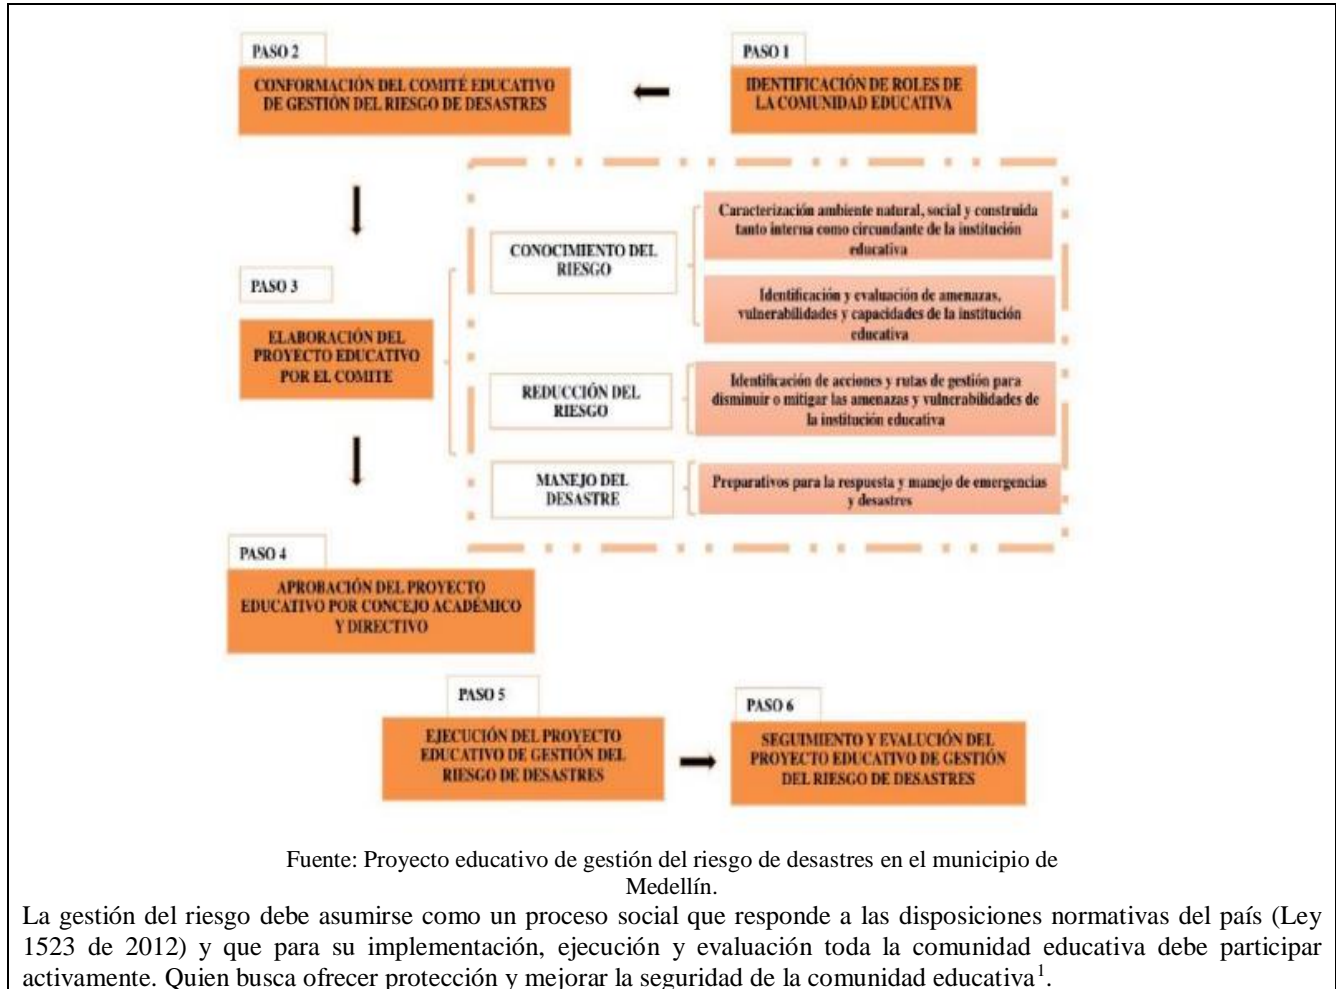 PASO 1
IDENTIFICACIÓN DE ROLES DE
LA COMUNIDAD EDUCATIVA
PASO 2
CONFORMACIÓN DEL COMITÉ EDUCATIVO
DE GESTIÓN DEL RIESGO DE DESASTRES
PASO 3
ELABORACIÓN DEL
PROYECTO EDUCATIVO
POR EL COMITE
CONOCIMIENTO DEL
RIESGO
Caracterización ambiente natural, social y construida
tanto interna como circundante de la institución
educativa
Identificación y evaluación de amenazas,
vulnerabilidades y capacidades de la institución
educativa
REDUCCIÓN DEL
RIESGO
Identificación de acciones y rutas de gestión para
disminuir o mitigar las amenazas y vulnerabilidades de
la institución educativa
MANEJO DEL
DESASTRE
Preparativos para la respuesta y manejo de emergencias
y desastres
PASO 4
APROBACIÓN DEL PROYECTO
EDUCATIVO POR CONCEJO ACADÉMICO
Y DIRECTIVO
PASO 5
EJECUCIÓN DEL PROYECTO
EDUCATIVO DE GESTIÓN DEL
RIESGO DE DESASTRES
PASO 6
SEGUIMIENTO Y EVALUCIÓN DEL
PROYECTO EDUCATIVO DE GESTIÓN
DEL RIESGO DE DESASTRES
Fuente: Proyecto educativo de gestión del riesgo de desastres en el municipio de
Medellín.
La gestión del riesgo debe asumirse como un proceso social que responde a las disposiciones normativas del país (Ley
1523 de 2012) y que para su implementación, ejecución y evaluación toda la comunidad educativa debe participar
activamente. Quien busca ofrecer protección y mejorar la seguridad de la comunidad educativa¹.